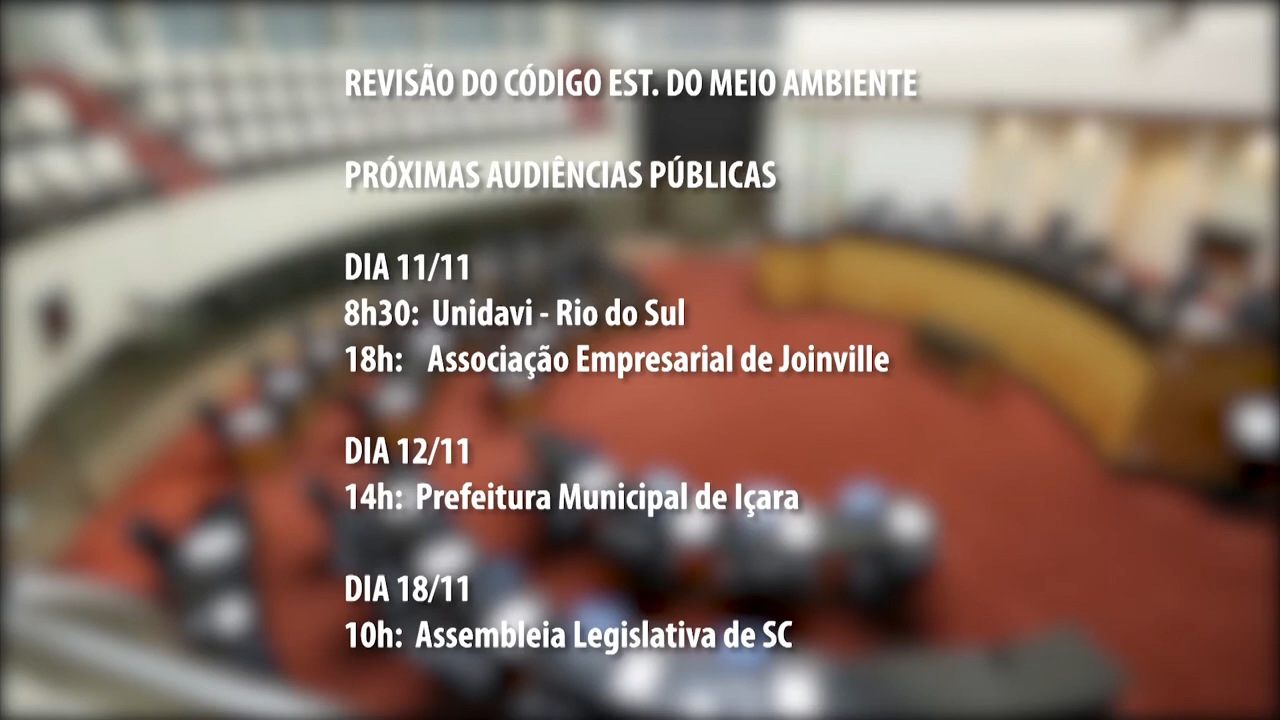 REVISÃO DO CÓDIGO EST. DO MEIO AMBIENTE
PRÓXIMAS AUDIÊNCIAS PÚBLICAS
DIA 11/11
8h30: Unidavi - Rio do Sul
18h: Associação Empresarial de Joinville
DIA 12/11
14h: Prefeitura Municipal de Içara
DIA 18/11
10h: Assembleia Legislativa de SC